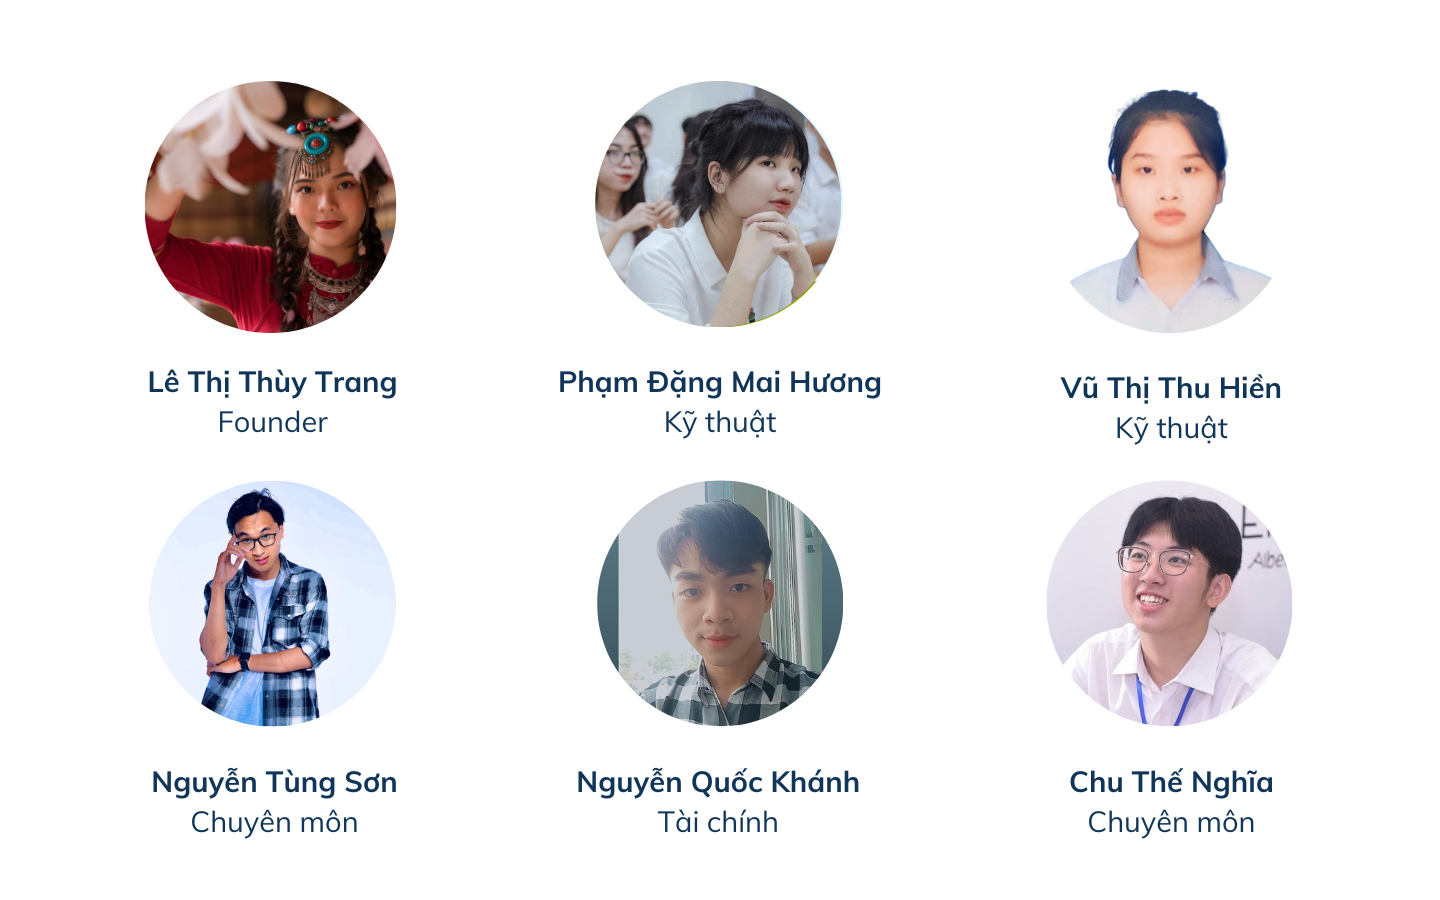 Lê Thị Thùy Trang
Founder
Phạm Đặng Mai Hương
Kỹ thuật
Vũ Thị Thu Hiền
Kỹ thuật
Nguyễn Tùng Sơn
Chuyên môn
Nguyễn Quốc Khánh
Tài chính
Chu Thế Nghĩa
Chuyên môn